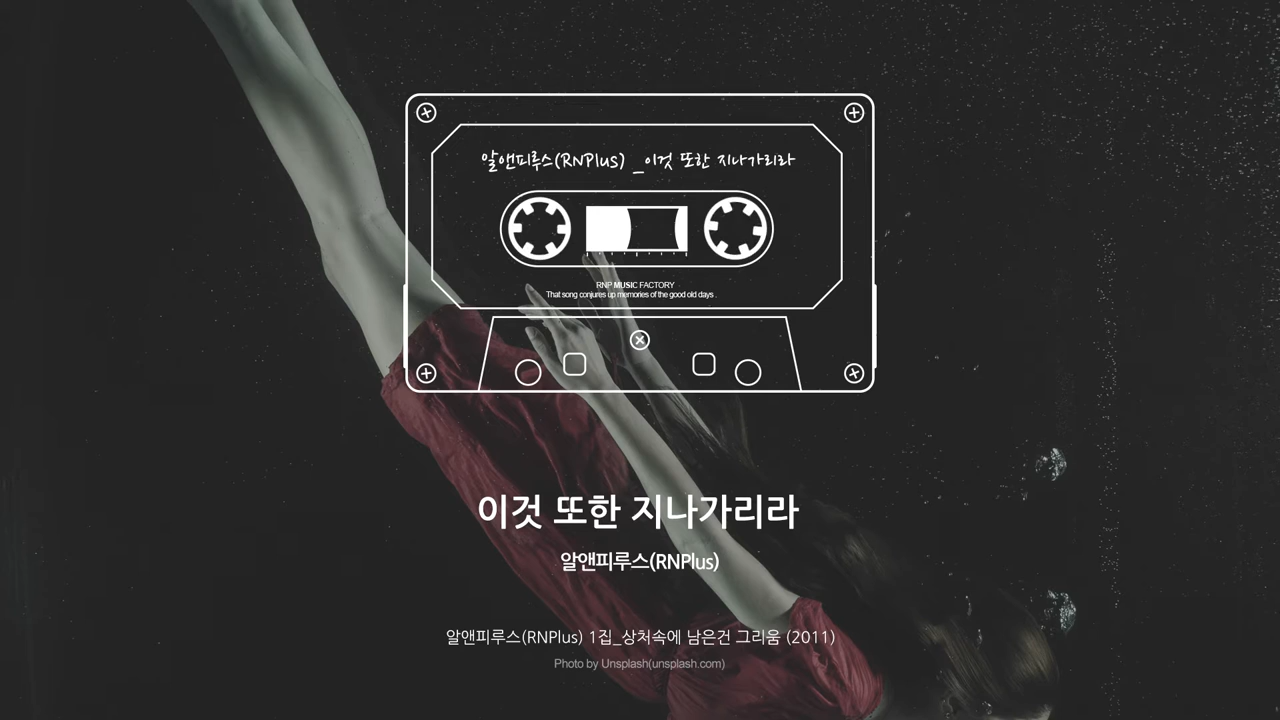 알앤피루스(RNPlus) _이것 또한 지나가리라
RNP MUSIC FACTORY
That song conjures up memories of the good old days .
이것 또한 지나가리라
알앤피루스(RNPlus)
알앤피루스(RNPlus) 1집_상처속에 남은건 그리움 (2011)
Photo by Unsplash(unsplash.com)